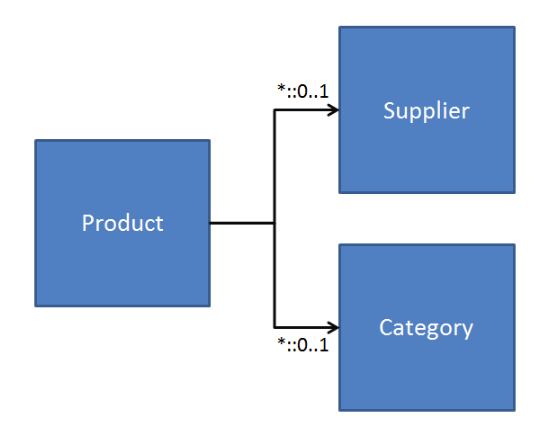 *::0..1
Supplier
Product
Category
*::0..1